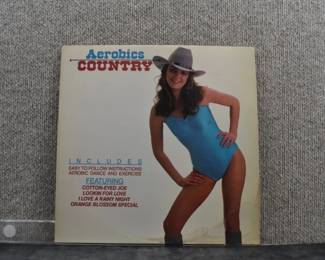 Aerobics
COUNTRY
INCLUDES
EASY TO FOLLOW INSTRUCTIONS
AEROBIC DANCE AND EXERCISE
FEATURING
COTTON-EYED JOE
LOOKIN FOR LOVE
I LOVE A RAINY NIGHT
ORANGE BLOSSOM SPECIAL